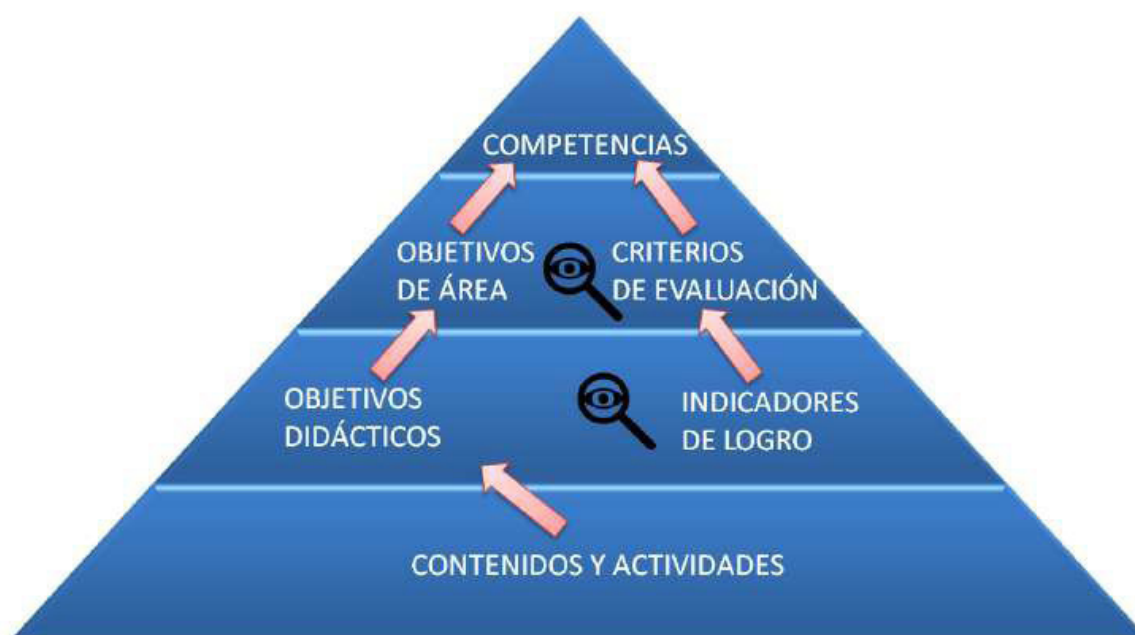 COMPETENCIAS
OBJETIVOS
DE ÁREA
CRITERIOS
DE EVALUACIÓN
OBJETIVOS
DIDÁCTICOS
INDICADORES
DE LOGRO
CONTENIDOS Y ACTIVIDADES